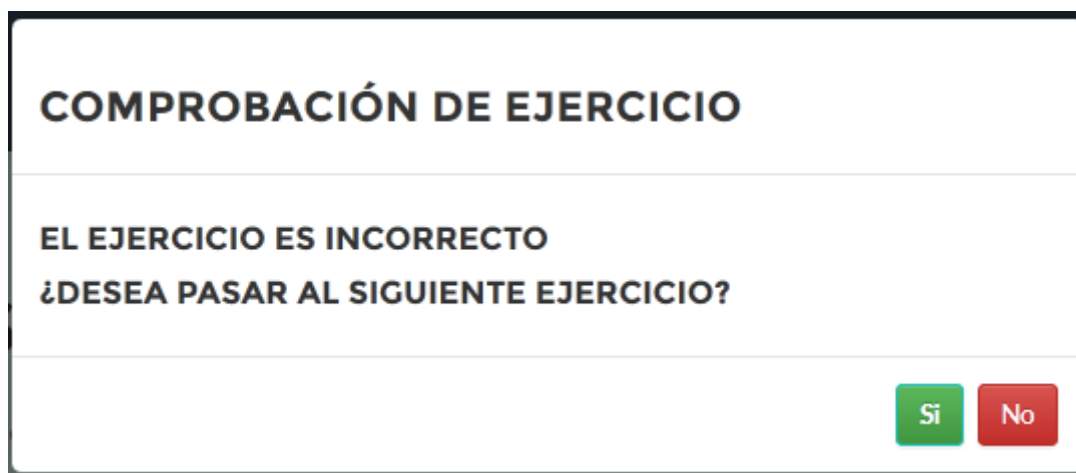 COMPROBACIÓN DE EJERCICIO
EL EJERCICIO ES INCORRECTO
¿DESEA PASAR AL SIGUIENTE EJERCICIO?
Si No